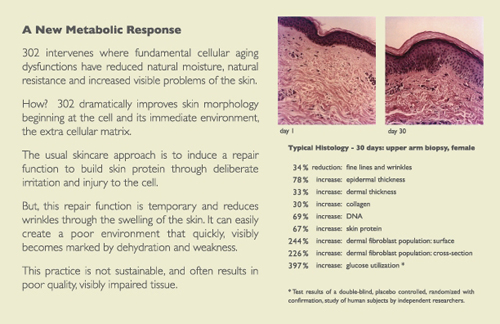 A New Metabolic Response
302 intervenes where fundamental cellular aging
dysfunctions have reduced natural moisture, natural
resistance and increased visible problems of the skin.
How? 302 dramatically improves skin morphology
beginning at the cell and its immediate environment,
the extra cellular matrix.
The usual skincare approach is to induce a repair
function to build skin protein through deliberate
irritation and injury to the cell.
But, this repair function is temporary and reduces
wrinkles through the swelling of the skin. It can easily
create a poor environment that quickly, visibly
becomes marked by dehydration and weakness.
This practice is not sustainable, and often results in
poor quality, visibly impaired tissue.
day 1
day 30
Typical Histology - 30 days: upper arm biopsy, female
34% reduction: fine lines and wrinkles
78% increase: epidermal thickness
33% increase: dermal thickness
30% increase: collagen
69% increase: DNA
67% increase: skin protein
244% increase: dermal fibroblast population: surface
226% increase: dermal fibroblast population: cross-section
397% increase: glucose utilization *
* Test results of a double-blind, placebo controlled, randomized with
confirmation, study of human subjects by independent researchers.